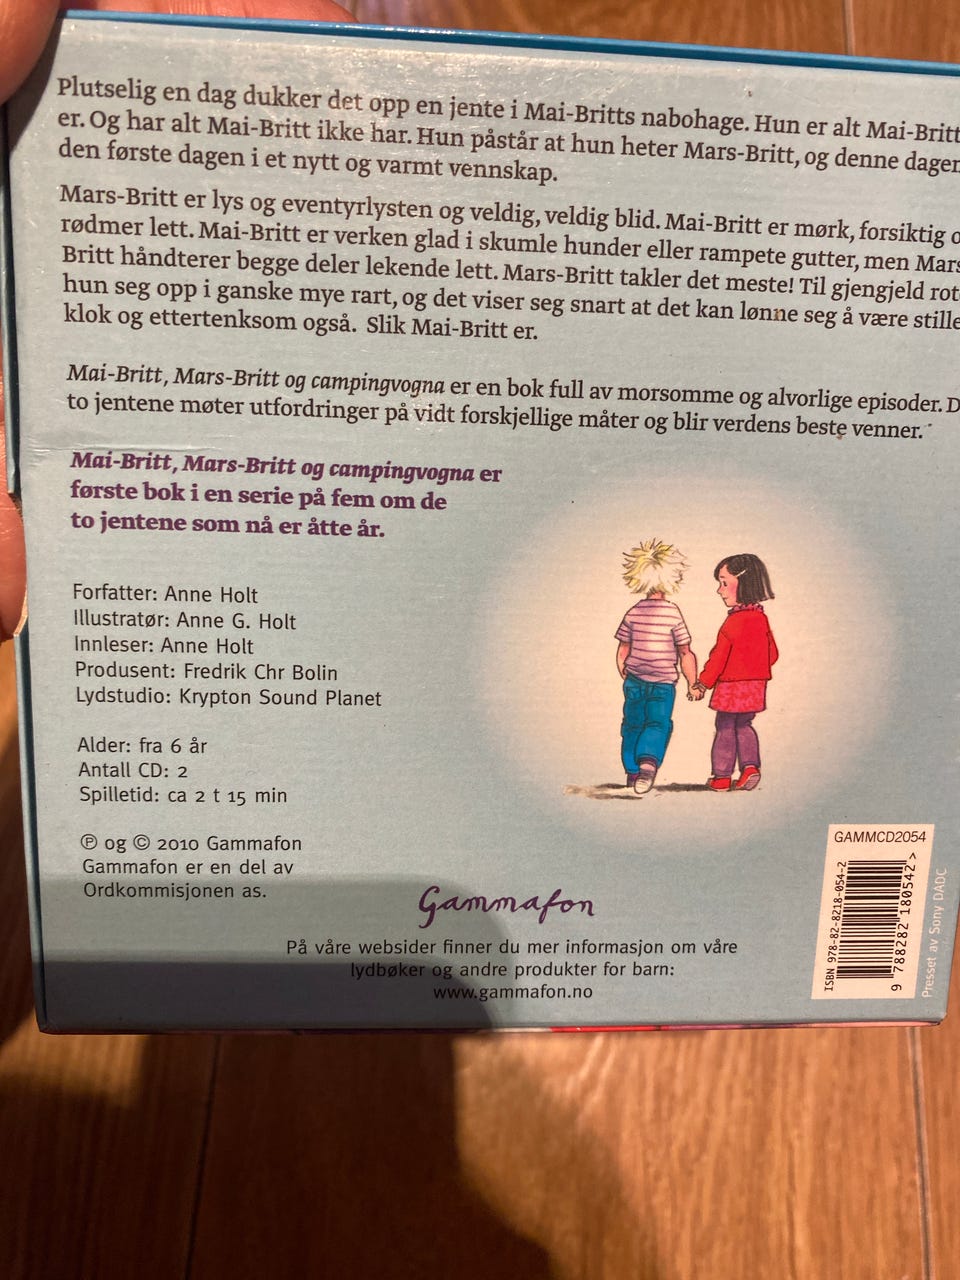 Plutselig en dag dukker det opp en jente i Mai-Britts nabohage. Hun er alt Mai-Britt
er. Og har alt Mai-Britt ikke har. Hun påstår at hun heter Mars-Britt, og denne dagen
den første dagen i et nytt og varmt vennskap.
Mars-Britt er lys og eventyrlysten og veldig, veldig blid. Mai-Britt er mørk, forsiktig
rødmer lett. Mai-Britt er verken glad i skumle hunder eller rampete gutter, men Mars
Britt håndterer begge deler lekende lett. Mars-Britt takler det meste! Til gjengjeld rot
hun seg opp i ganske mye rart, og det viser seg snart at det kan lønne seg å være stille
klok og ettertenksom også. Slik Mai-Britt er.
Mai-Britt, Mars-Britt og campingvogna er en bok full av morsomme og alvorlige episoder. D
to jentene møter utfordringer på vidt forskjellige måter og blir verdens beste venner.
Mai-Britt, Mars-Britt og campingvogna er
første bok i en serie på fem om de
to jentene som nå er åtte år.
Forfatter: Anne Holt
Illustratør: Anne G. Holt
Innleser: Anne Holt
Produsent: Fredrik Chr Bolin
Lydstudio: Krypton Sound Planet
Alder: fra 6 år
Antall CD: 2
Spilletid: ca 2 t 15 min
℗ og © 2010 Gammafon
Gammafon er en del av
Ordkommisjonen as.
Gammafon
På våre websider finner du mer informasjon om våre
lydbøker og andre produkter for barn:
www.gammafon.no
GAMMCD2054
ISBN 978-82-8218-054-2
9 788282 180542 >
Presset av Sony DADC